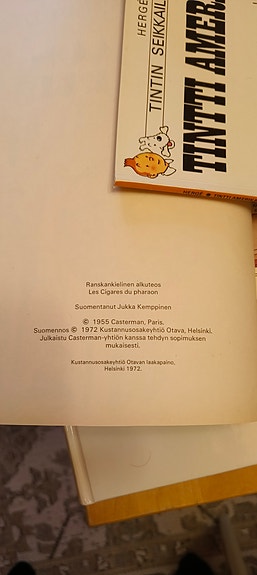 HERGÉ
TINTIN SEIKKAIL
TINTTI AMER
HERGÉ
Ranskankielinen alkuteos
Les Cigares du pharaon
Suomentanut Jukka Kemppinen
© 1955 Casterman, Paris.
Suomennos © 1972 Kustannusosakeyhtiö Otava, Helsinki.
Julkaistu Casterman-yhtiön kanssa tehdyn sopimuksen
mukaisesti.
Kustannusosakeyhtiö Otavan laakapaino,
Helsinki 1972.